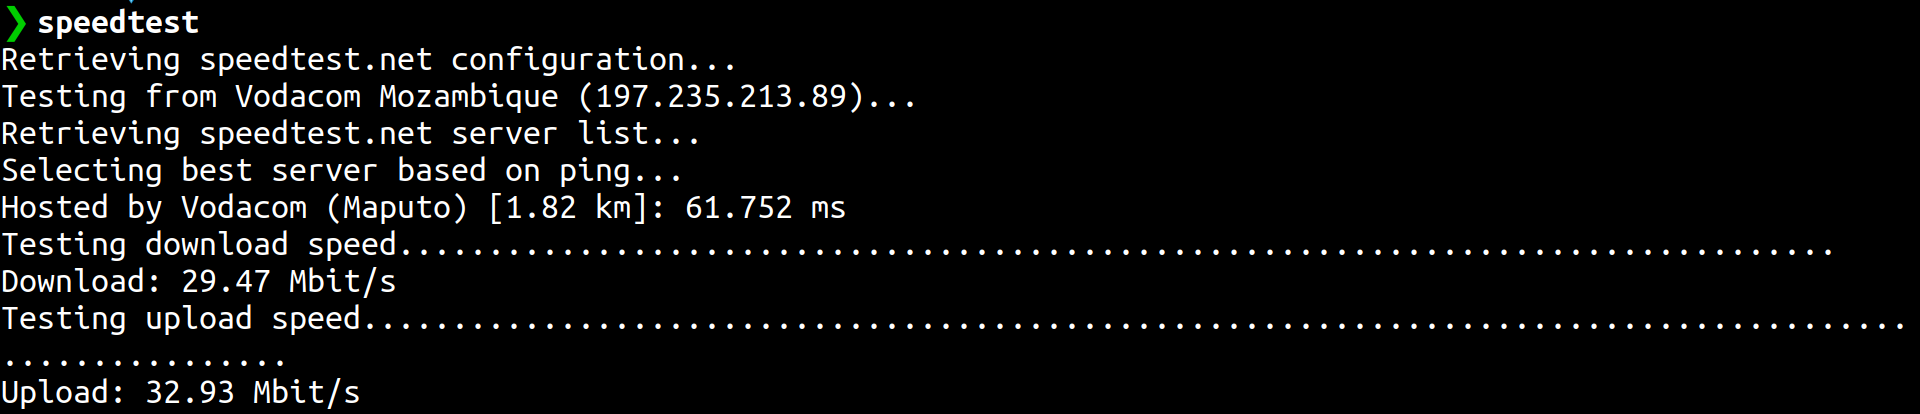 ❯ speedtest
Retrieving speedtest.net configuration...
Testing from Vodacom Mozambique (197.235.213.89)...
Retrieving speedtest.net server list...
Selecting best server based on ping...
Hosted by Vodacom (Maputo) [1.82 km]: 61.752 ms
Testing download speed................................................................................
Download: 29.47 Mbit/s
Testing upload speed......................................................................................
................
Upload: 32.93 Mbit/s